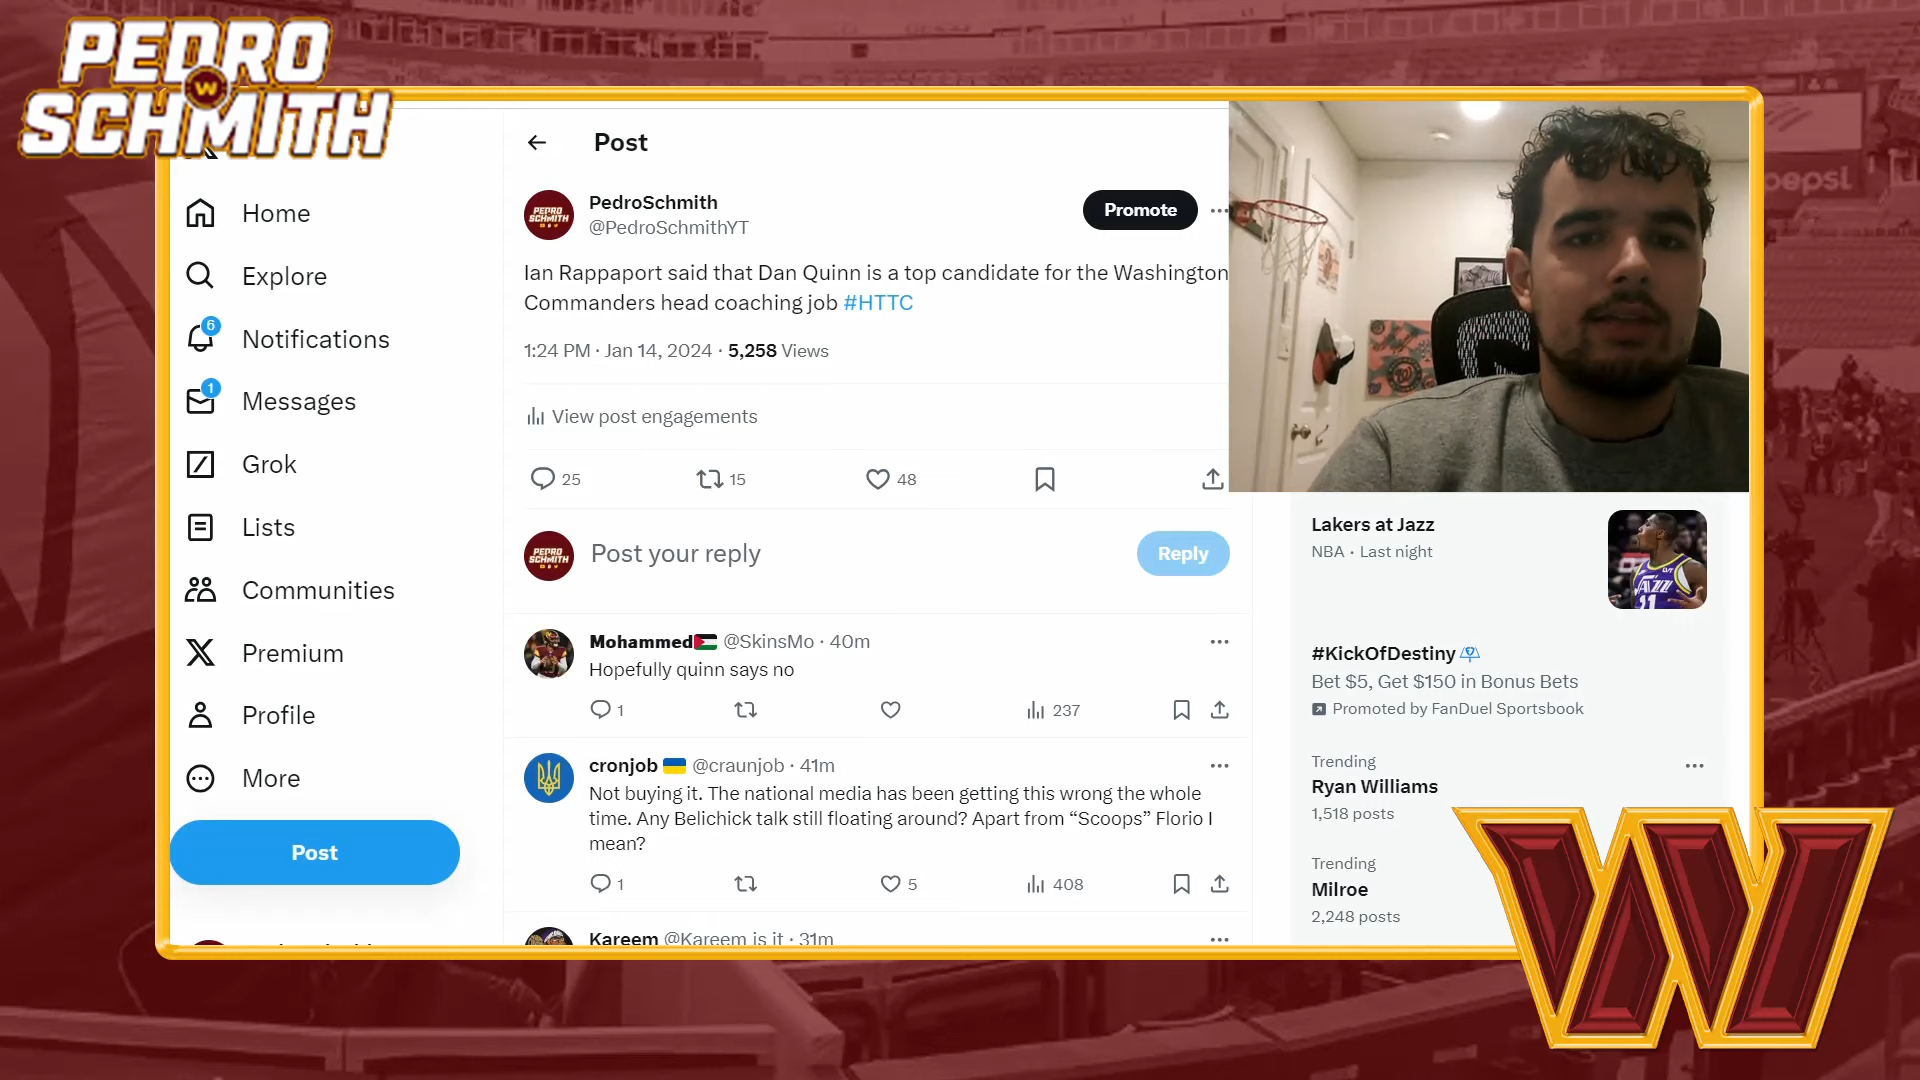 PEDRO
SCHMITH
Home
Explore
6
Notifications
1
Messages
Grok
Lists
Communities
Premium
Profile
More
Post
Post
PedroSchmith
@PedroSchmithYT
Promote
Ian Rappaport said that Dan Quinn is a top candidate for the Washington
Commanders head coaching job #HTTC
1:24 PM · Jan 14, 2024 · 5,258 Views
View post engagements
25
15
48
PEDRO
SCHMITH
Post your reply
Reply
Mohammed @SkinsMo · 40m
Hopefully quinn says no
1
237
cronjob @craunjob · 41m
Not buying it. The national media has been getting this wrong the whole
time. Any Belichick talk still floating around? Apart from “Scoops” Florio I
mean?
1
5
408
Kareem @Kareem is it · 31m
Lakers at Jazz
NBA · Last night
JAZZ
#KickOfDestiny
Bet $5, Get $150 in Bonus Bets
Promoted by FanDuel Sportsbook
Trending
Ryan Williams
1,518 posts
Trending
Milroe
2,248 posts
W
pepsi